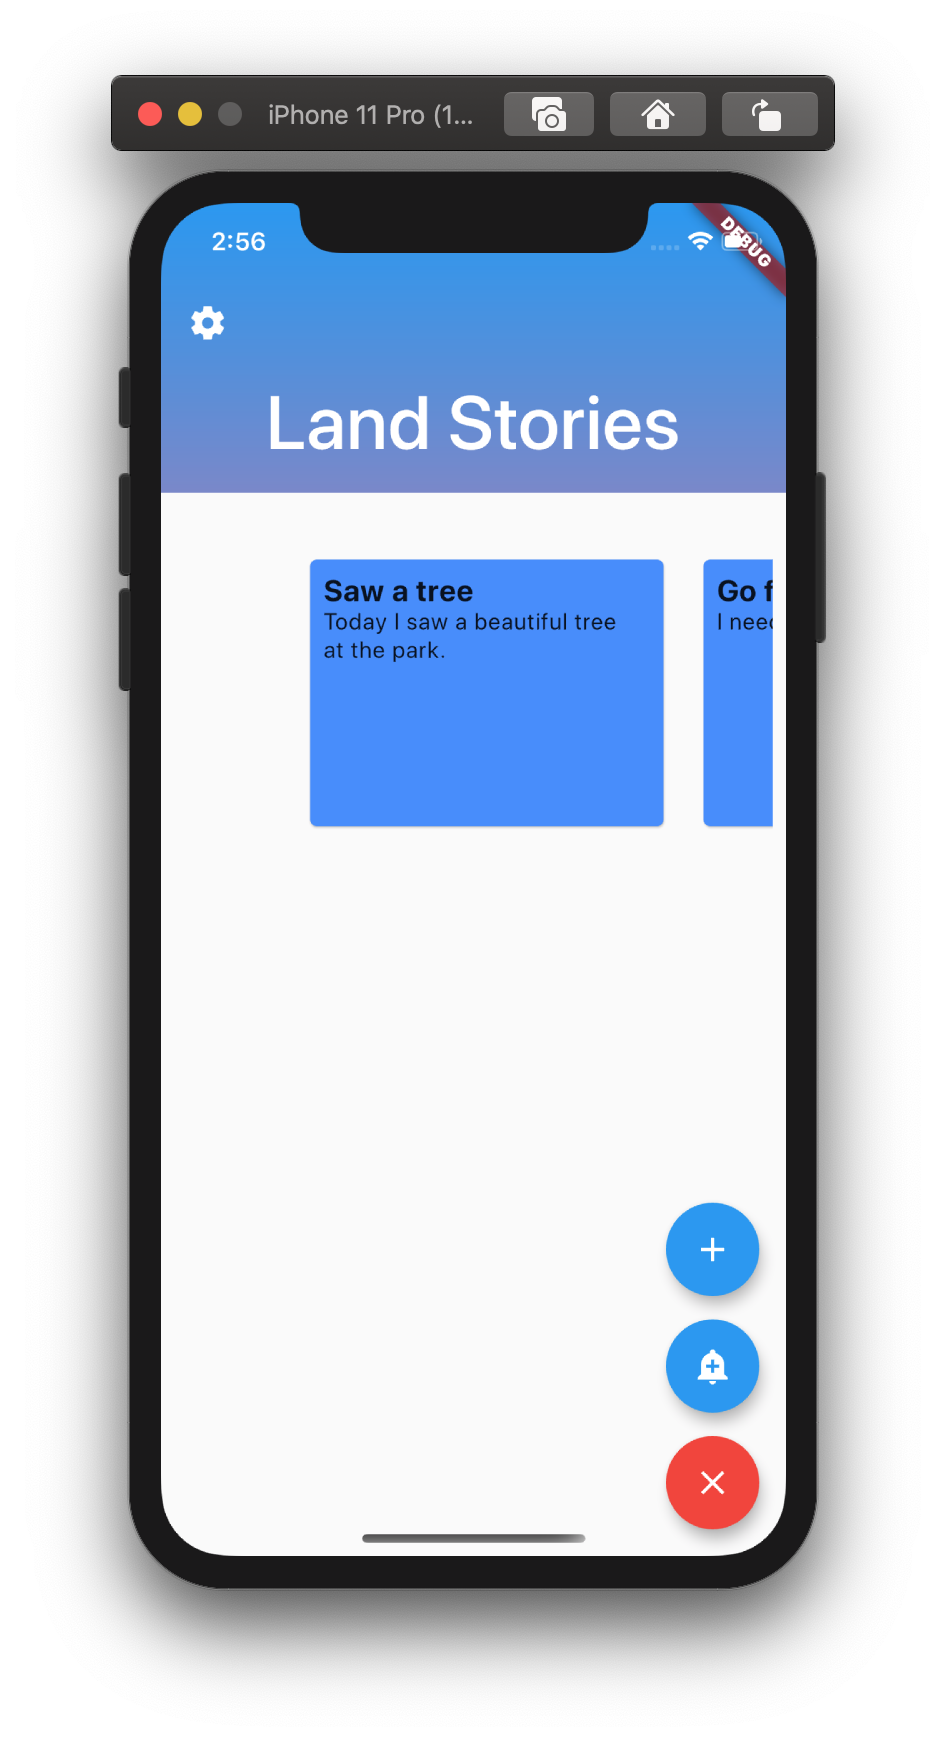 iPhone 11 Pro (1...
2:56
DEBUG
Land Stories
Saw a tree
Today I saw a beautiful tree
at the park.
Go f
I need